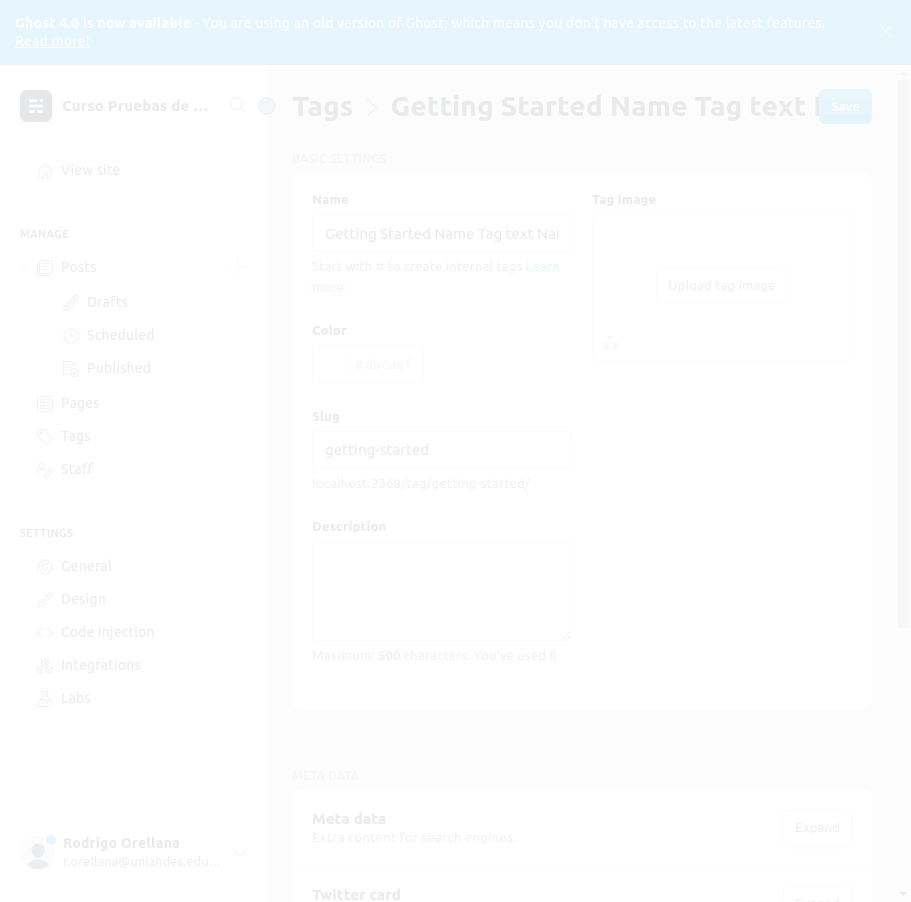 Ghost 4.0 is now available - You are using an old version of Ghost, which means you don't have access to the latest features.
Read more!
Curso Pruebas de ...
View site
MANAGE
Posts
Drafts
Scheduled
Published
Pages
Tags
Staff
SETTINGS
General
Design
Code injection
Integrations
Labs
Rodrigo Orellana
r.orellana@uniandes.edu...
Tags > Getting Started Name Tag text
Save
BASIC SETTINGS
Name
Getting Started Name Tag text Nar
Start with # to create internal tags Learn
more
Color
# abcdef
Slug
getting-started
localhost:2368/tag/getting-started/
Description
Maximum: 500 characters. You've used 0
Tag image
Upload tag image
META DATA
Meta data
Extra content for search engines.
Expand
Twitter card
Expand